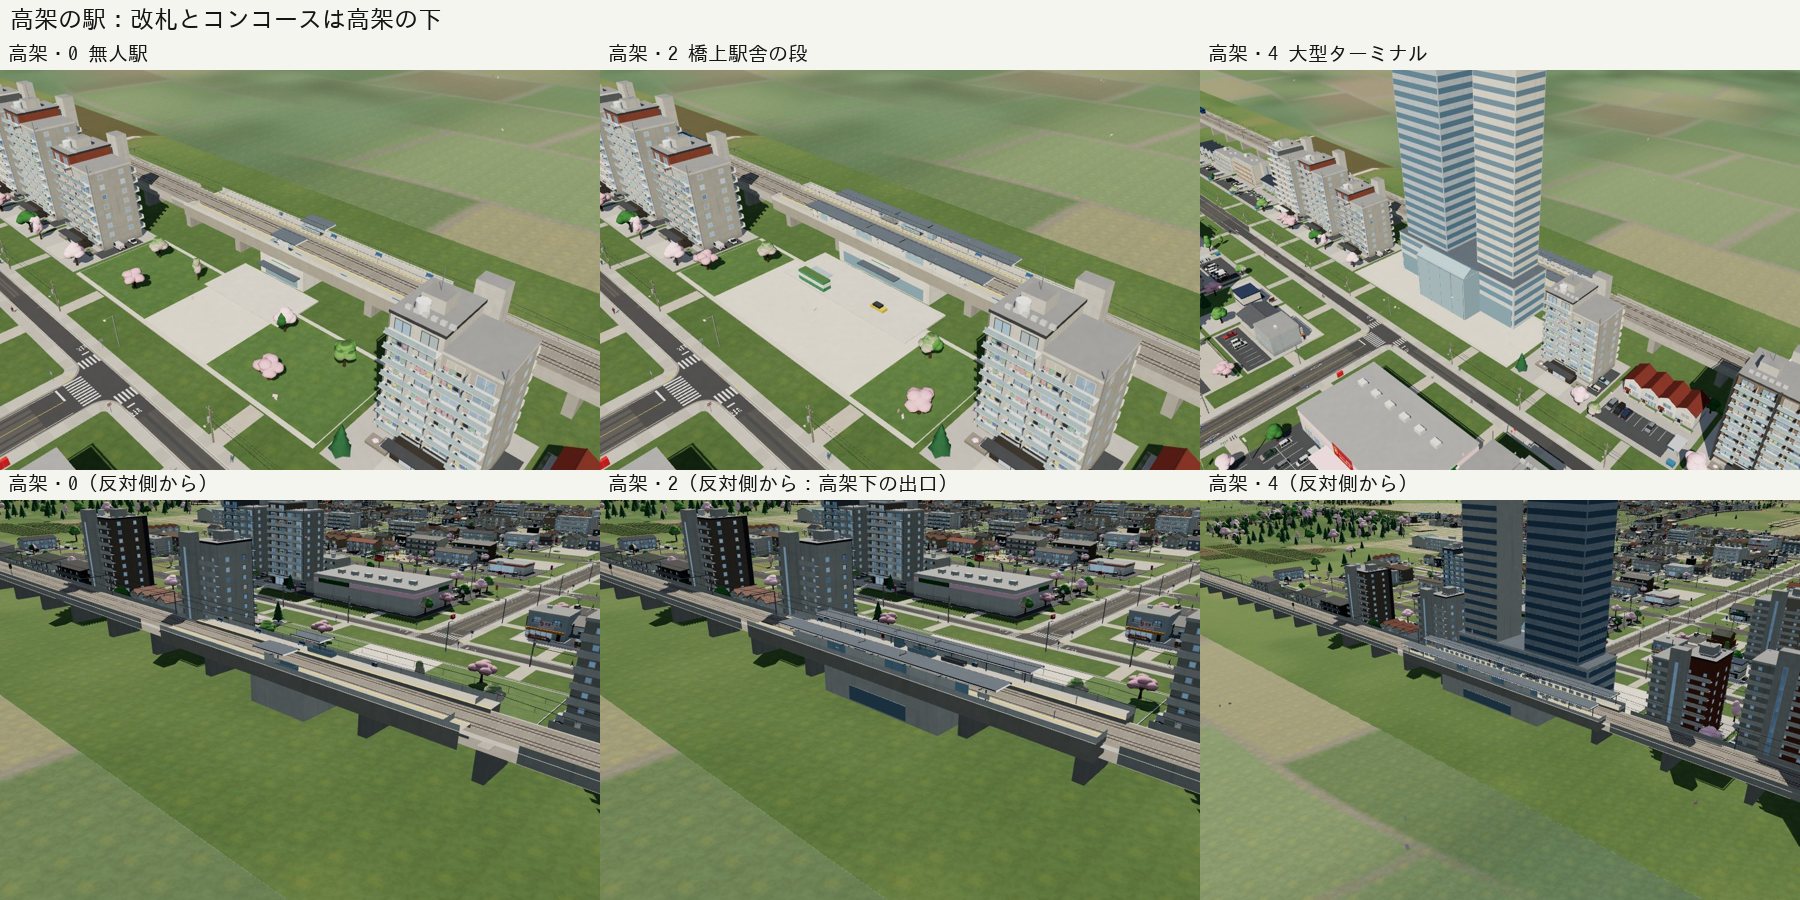 高架の駅：改札とコンコースは高架の下
高架・0 無人駅
高架・2 橋上駅舎の段
高架・4 大型ターミナル
高架・0（反対側から）
高架・2（反対側から：高架下の出口）
高架・4（反対側から）